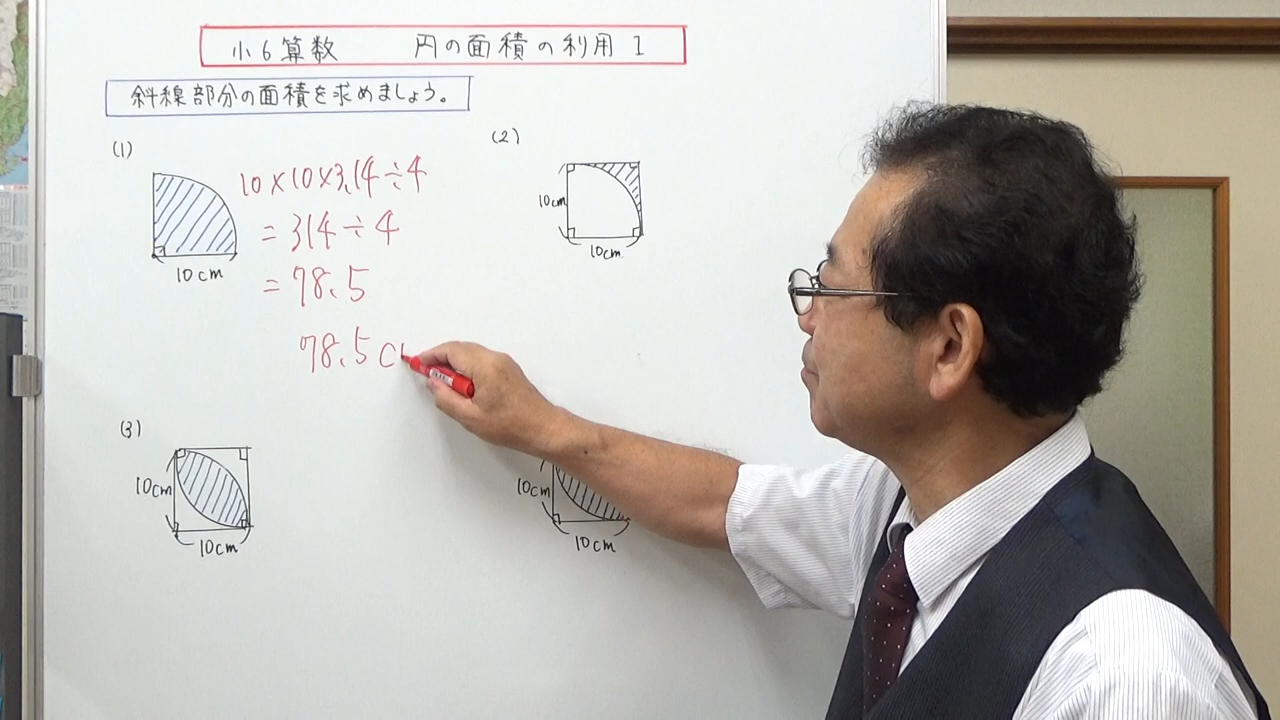 小6算数 円の面積の利用 I
斜線部分の面積を求めましょう。
(1)
10cm
10×10×3.14÷4
=314÷4
=78.5
78.5 c
(2)
10cm
10cm
(3)
10cm
10cm
10cm
10cm